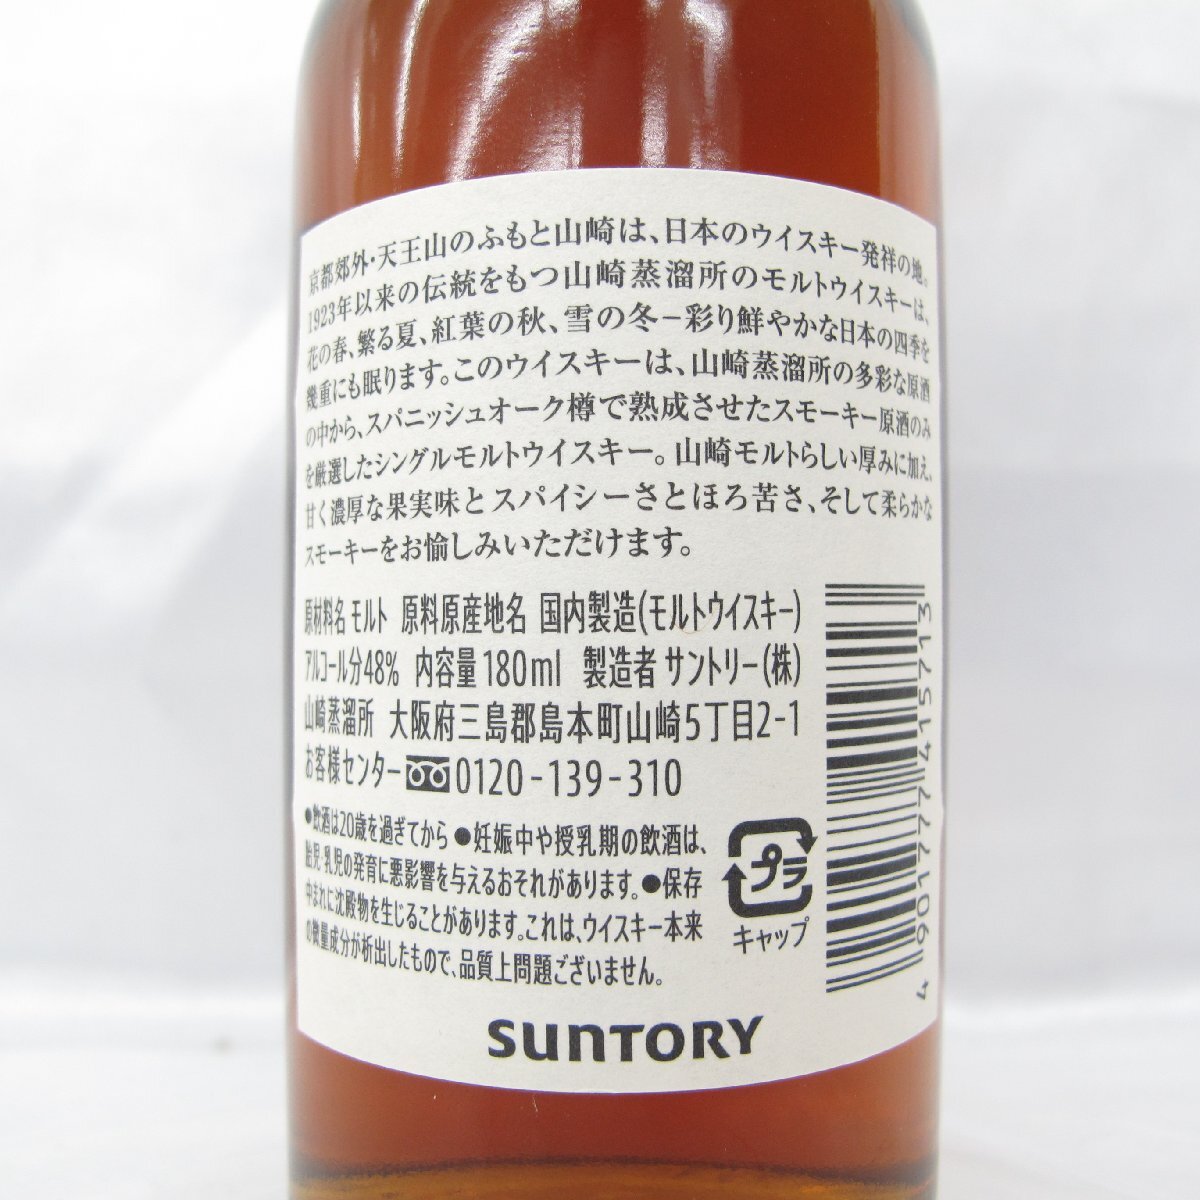 京都郊外・天王山のふもと山崎は、日本のウイスキー発祥の地。
1923年以来の伝統をもつ山崎蒸溜所のモルトウイスキーは、
花の春、繁る夏、紅葉の秋、雪の冬−彩り鮮やかな日本の四季を
幾重にも眠ります。このウイスキーは、山崎蒸溜所の多彩な原酒
の中から、スパニッシュオーク樽で熟成させたスモーキー原酒のみ
を厳選したシングルモルトウイスキー。山崎モルトらしい厚みに加え、
甘く濃厚な果実味とスパイシーさとほろ苦さ、そして柔らかな
スモーキーをお愉しみいただけます。
原材料名 モルト 原料原産地名 国内製造(モルトウイスキー)
アルコール分48% 内容量180ml 製造者 サントリー(株)
山崎蒸溜所 大阪府三島郡島本町山崎5丁目2-1
お客様センター 0120-139-310
●飲酒は20歳を過ぎてから ●妊娠中や授乳期の飲酒は、
胎児・乳児の発育に悪影響を与えるおそれがあります。●保存
中まれに沈殿物を生じることがあります。これは、ウイスキー本来
の微量成分が析出したもので、品質上問題ございません。
プラ
キャップ
4 901777 415713
SUNTORY